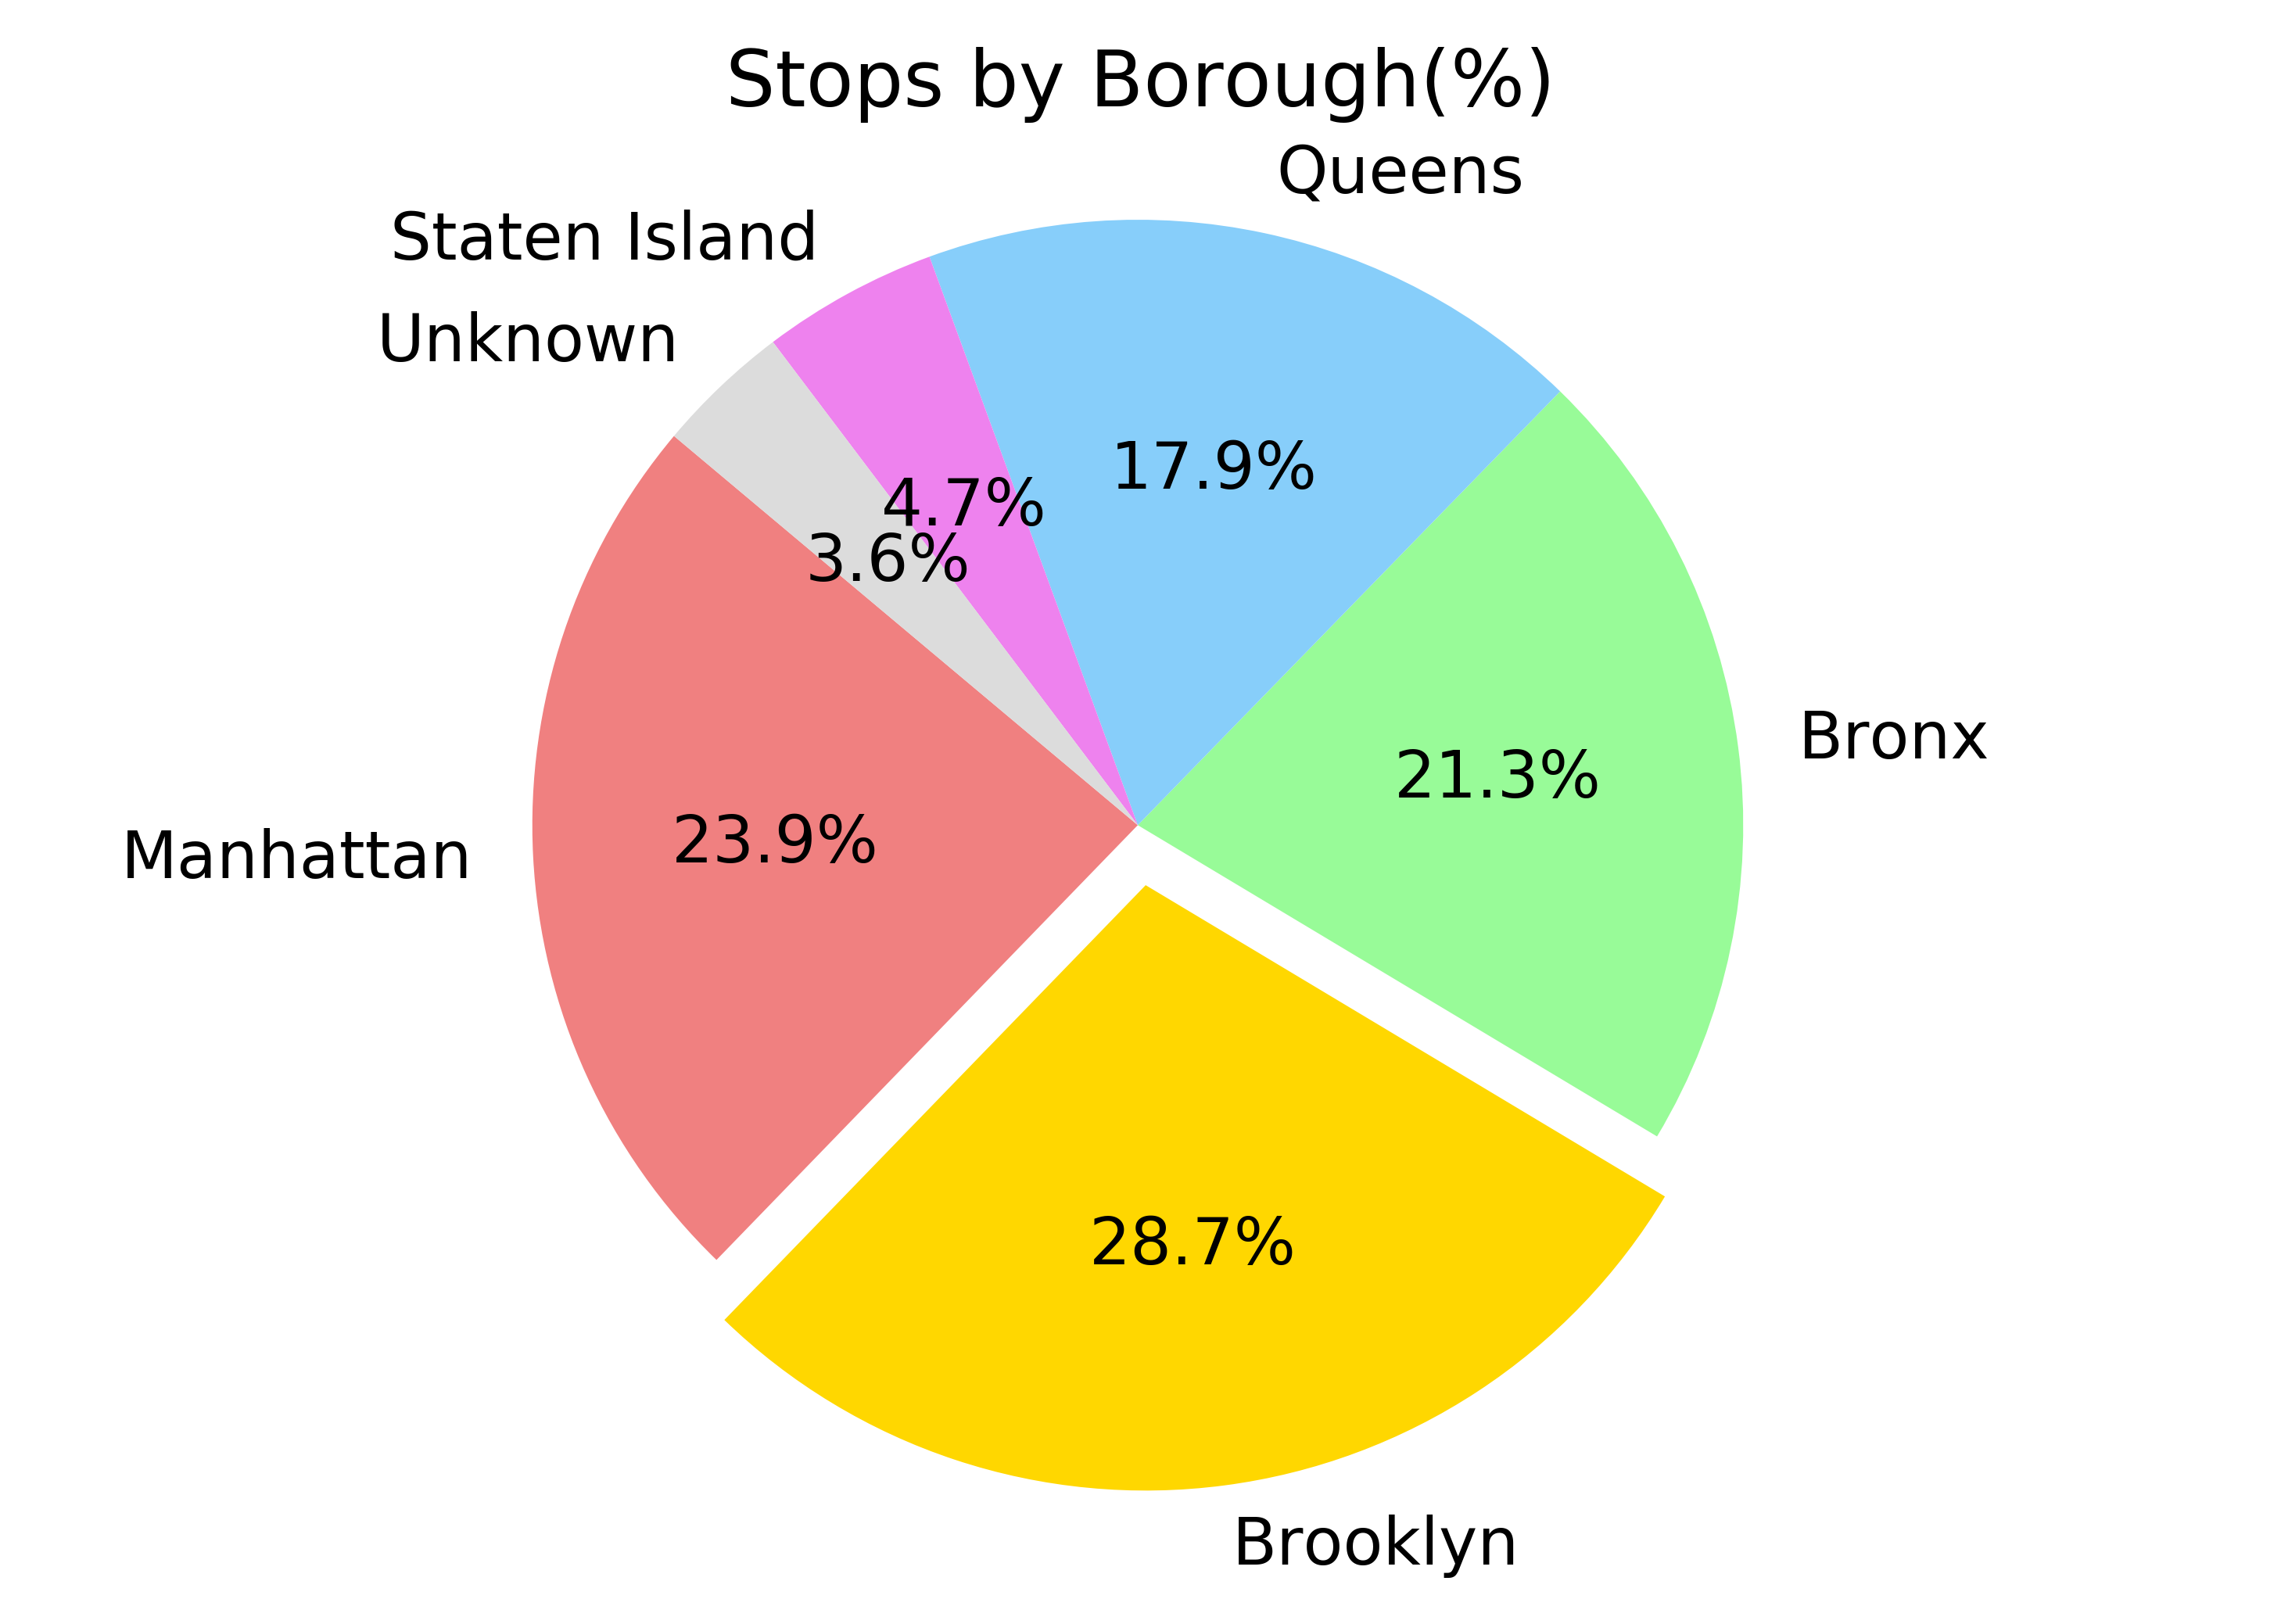 Stops by Borough(%)
Queens
Staten Island
Unknown
17.9%
4.7%
3.6%
Bronx
21.3%
23.9%
Manhattan
28.7%
Brooklyn